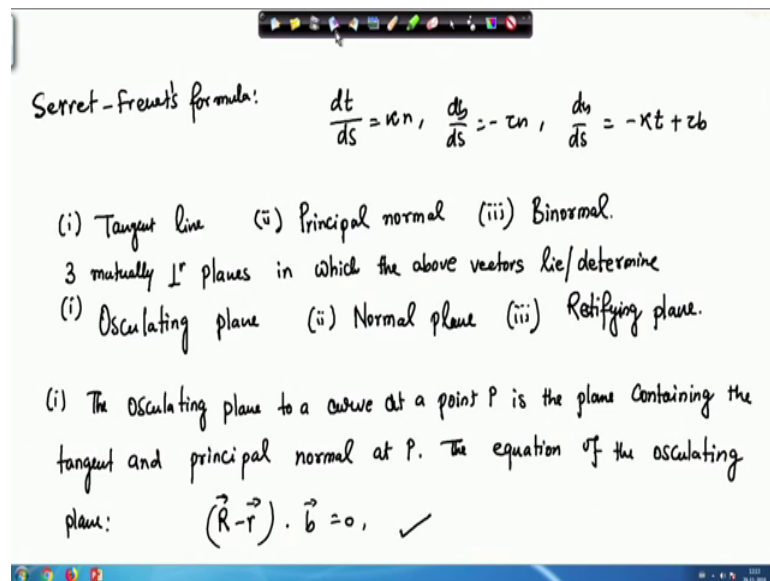 Serret-Frenet's formula: dt/ds = κn, db/ds = -τn, dn/ds = -κt + τb
(i) Tangent line (ii) Principal normal (iii) Binormal.
3 mutually ⊥r planes in which the above vectors lie/determine
(i) Osculating plane (ii) Normal plane (iii) Retifying plane.
(i) The osculating plane to a curve at a point P is the plane containing the
tangent and principal normal at P. The equation of the osculating
plane: (R⃗ - r⃗) . b⃗ = 0, ✓